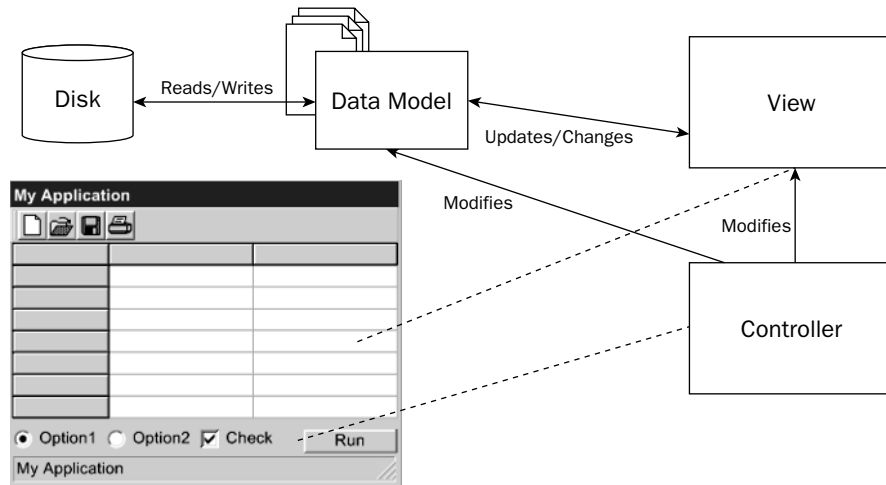 Disk
Reads/Writes
Data Model
Updates/Changes
View
Modifies
Modifies
Controller
My Application
Option1 Option2 Check Run
My Application